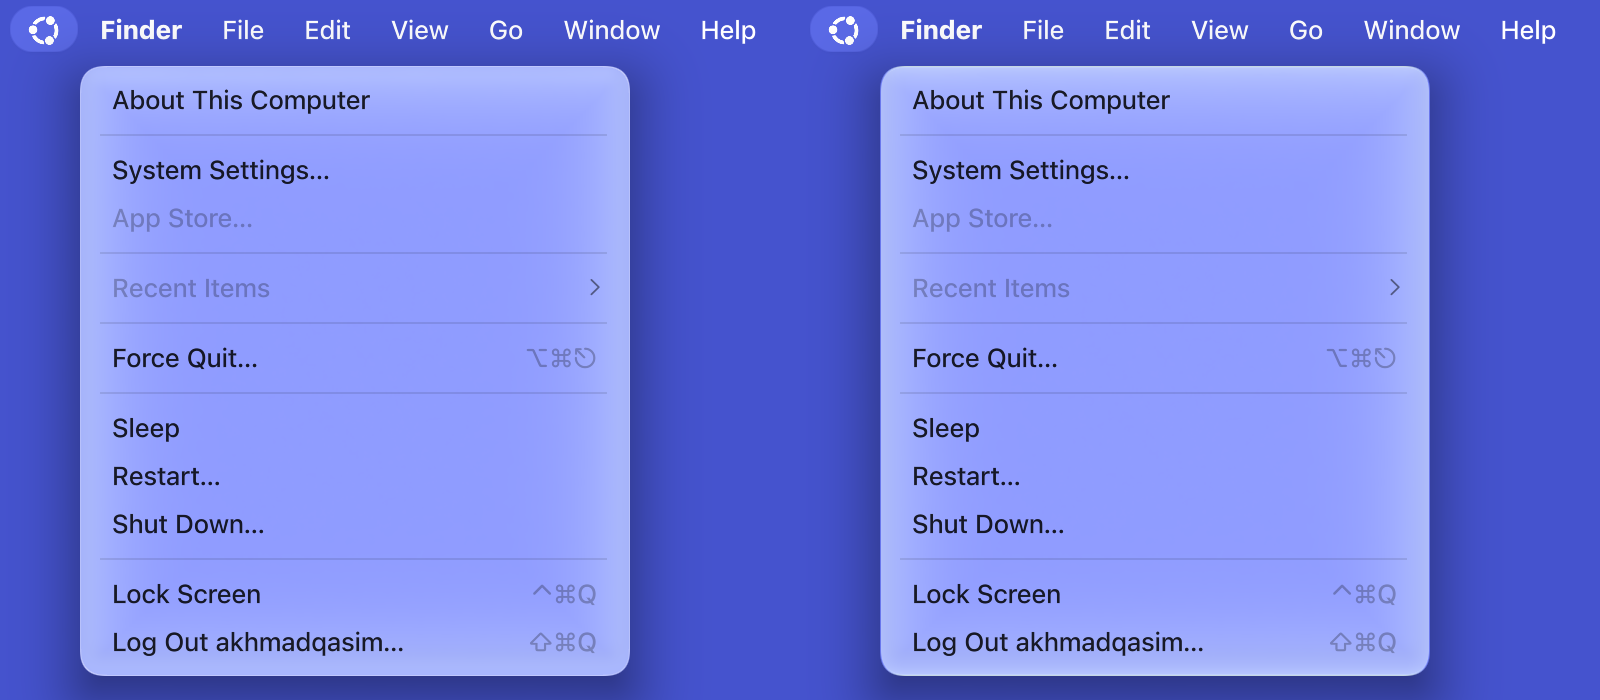 Finder File Edit View Go Window Help
About This Computer
System Settings...
App Store...
Recent Items
Force Quit... ⌥⌘⎋
Sleep
Restart...
Shut Down...
Lock Screen ^⌘Q
Log Out akhmadqasim... ⇧⌘Q
Finder File Edit View Go Window Help
About This Computer
System Settings...
App Store...
Recent Items
Force Quit... ⌥⌘⎋
Sleep
Restart...
Shut Down...
Lock Screen ^⌘Q
Log Out akhmadqasim... ⇧⌘Q